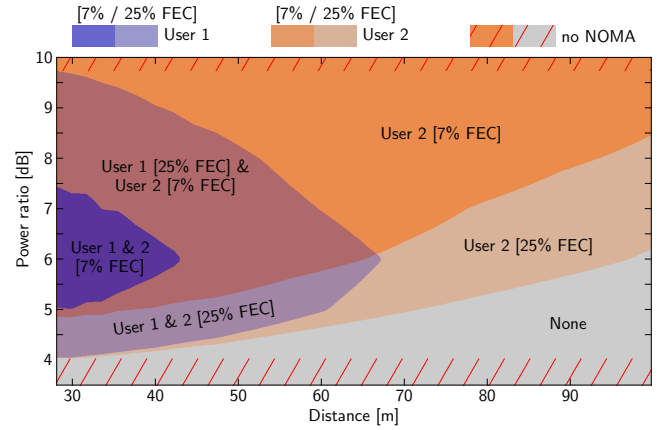 [7% / 25% FEC] [7% / 25% FEC]
User 1 User 2 no NOMA
10
9
8
7
6
5
4
Power ratio [dB]
User 2 [7% FEC]
User 1 [25% FEC] &
User 2 [7% FEC]
User 1 & 2
[7% FEC]
User 2 [25% FEC]
User 1 & 2 [25% FEC]
None
30 40 50 60 70 80 90
Distance [m]